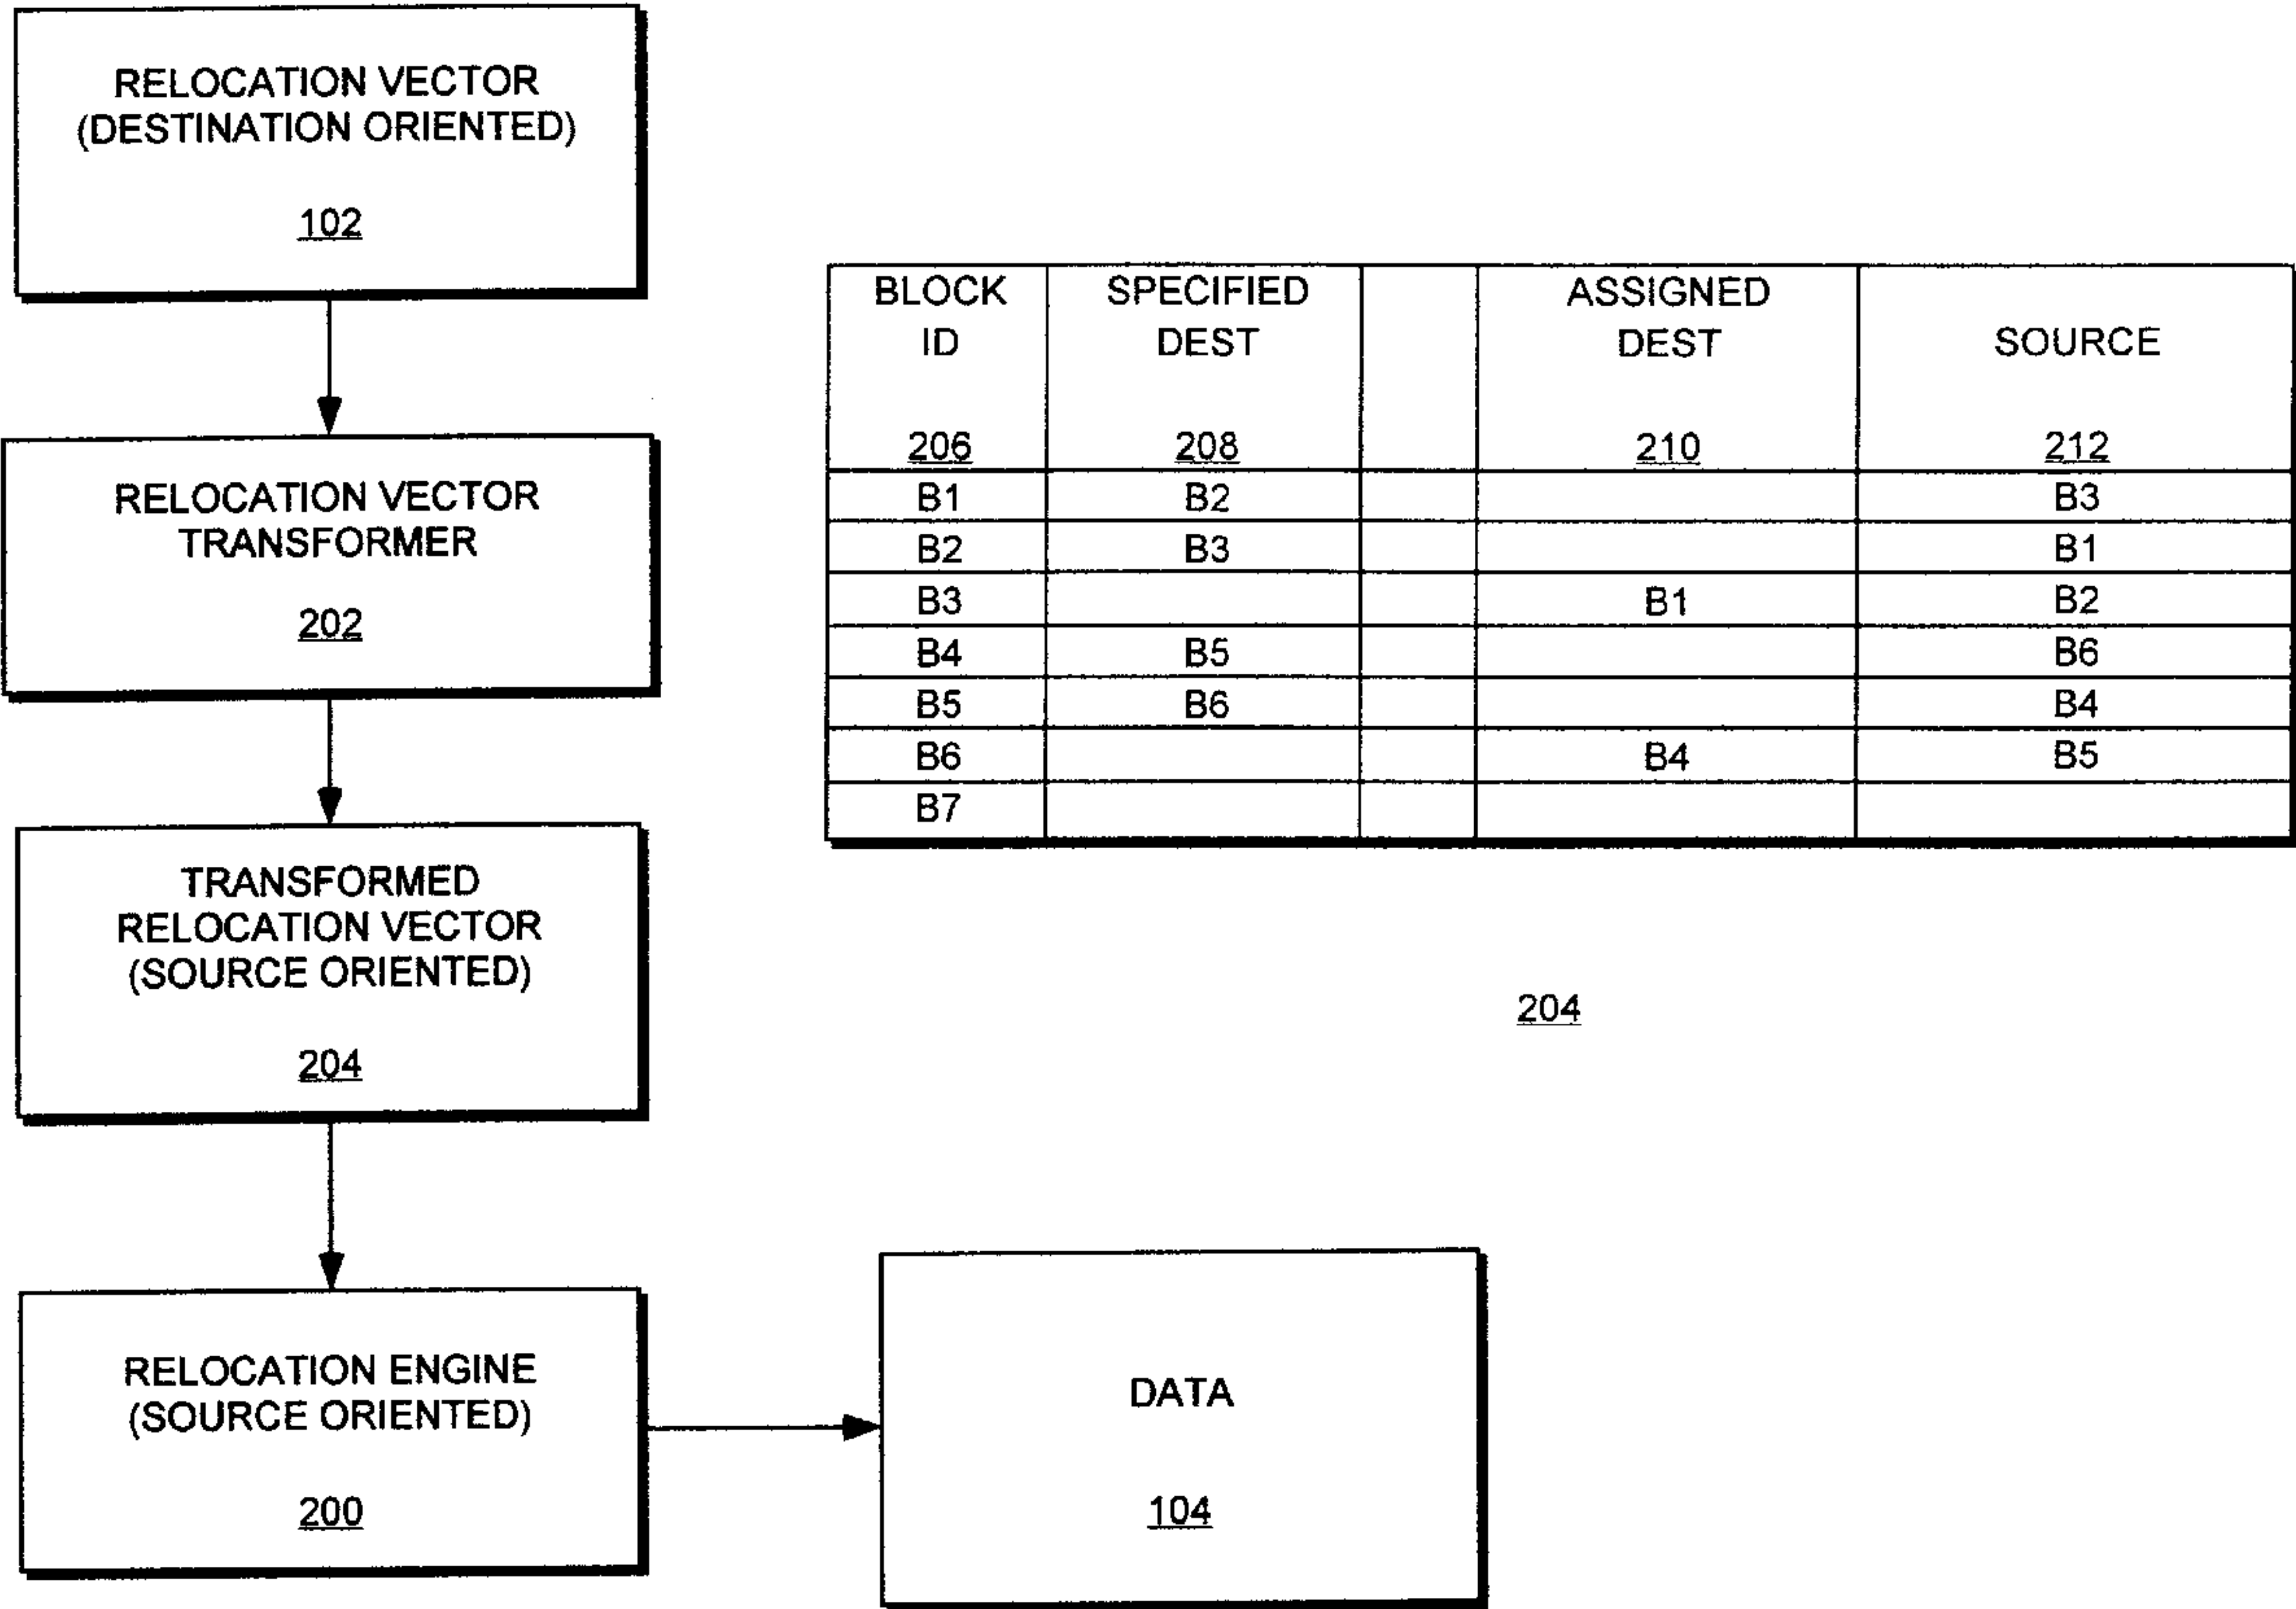 RELOCATION VECTOR
(DESTINATION ORIENTED)
102
RELOCATION VECTOR
TRANSFORMER
202
TRANSFORMED
RELOCATION VECTOR
(SOURCE ORIENTED)
204
RELOCATION ENGINE
(SOURCE ORIENTED)
200
DATA
104
BLOCK SPECIFIED ASSIGNED
ID DEST DEST SOURCE
206 208 210 212
B1 B2 B3
B2 B3 B1
B3 B1 B2
B4 B5 B6
B5 B6 B4
B6 B4 B5
B7
204